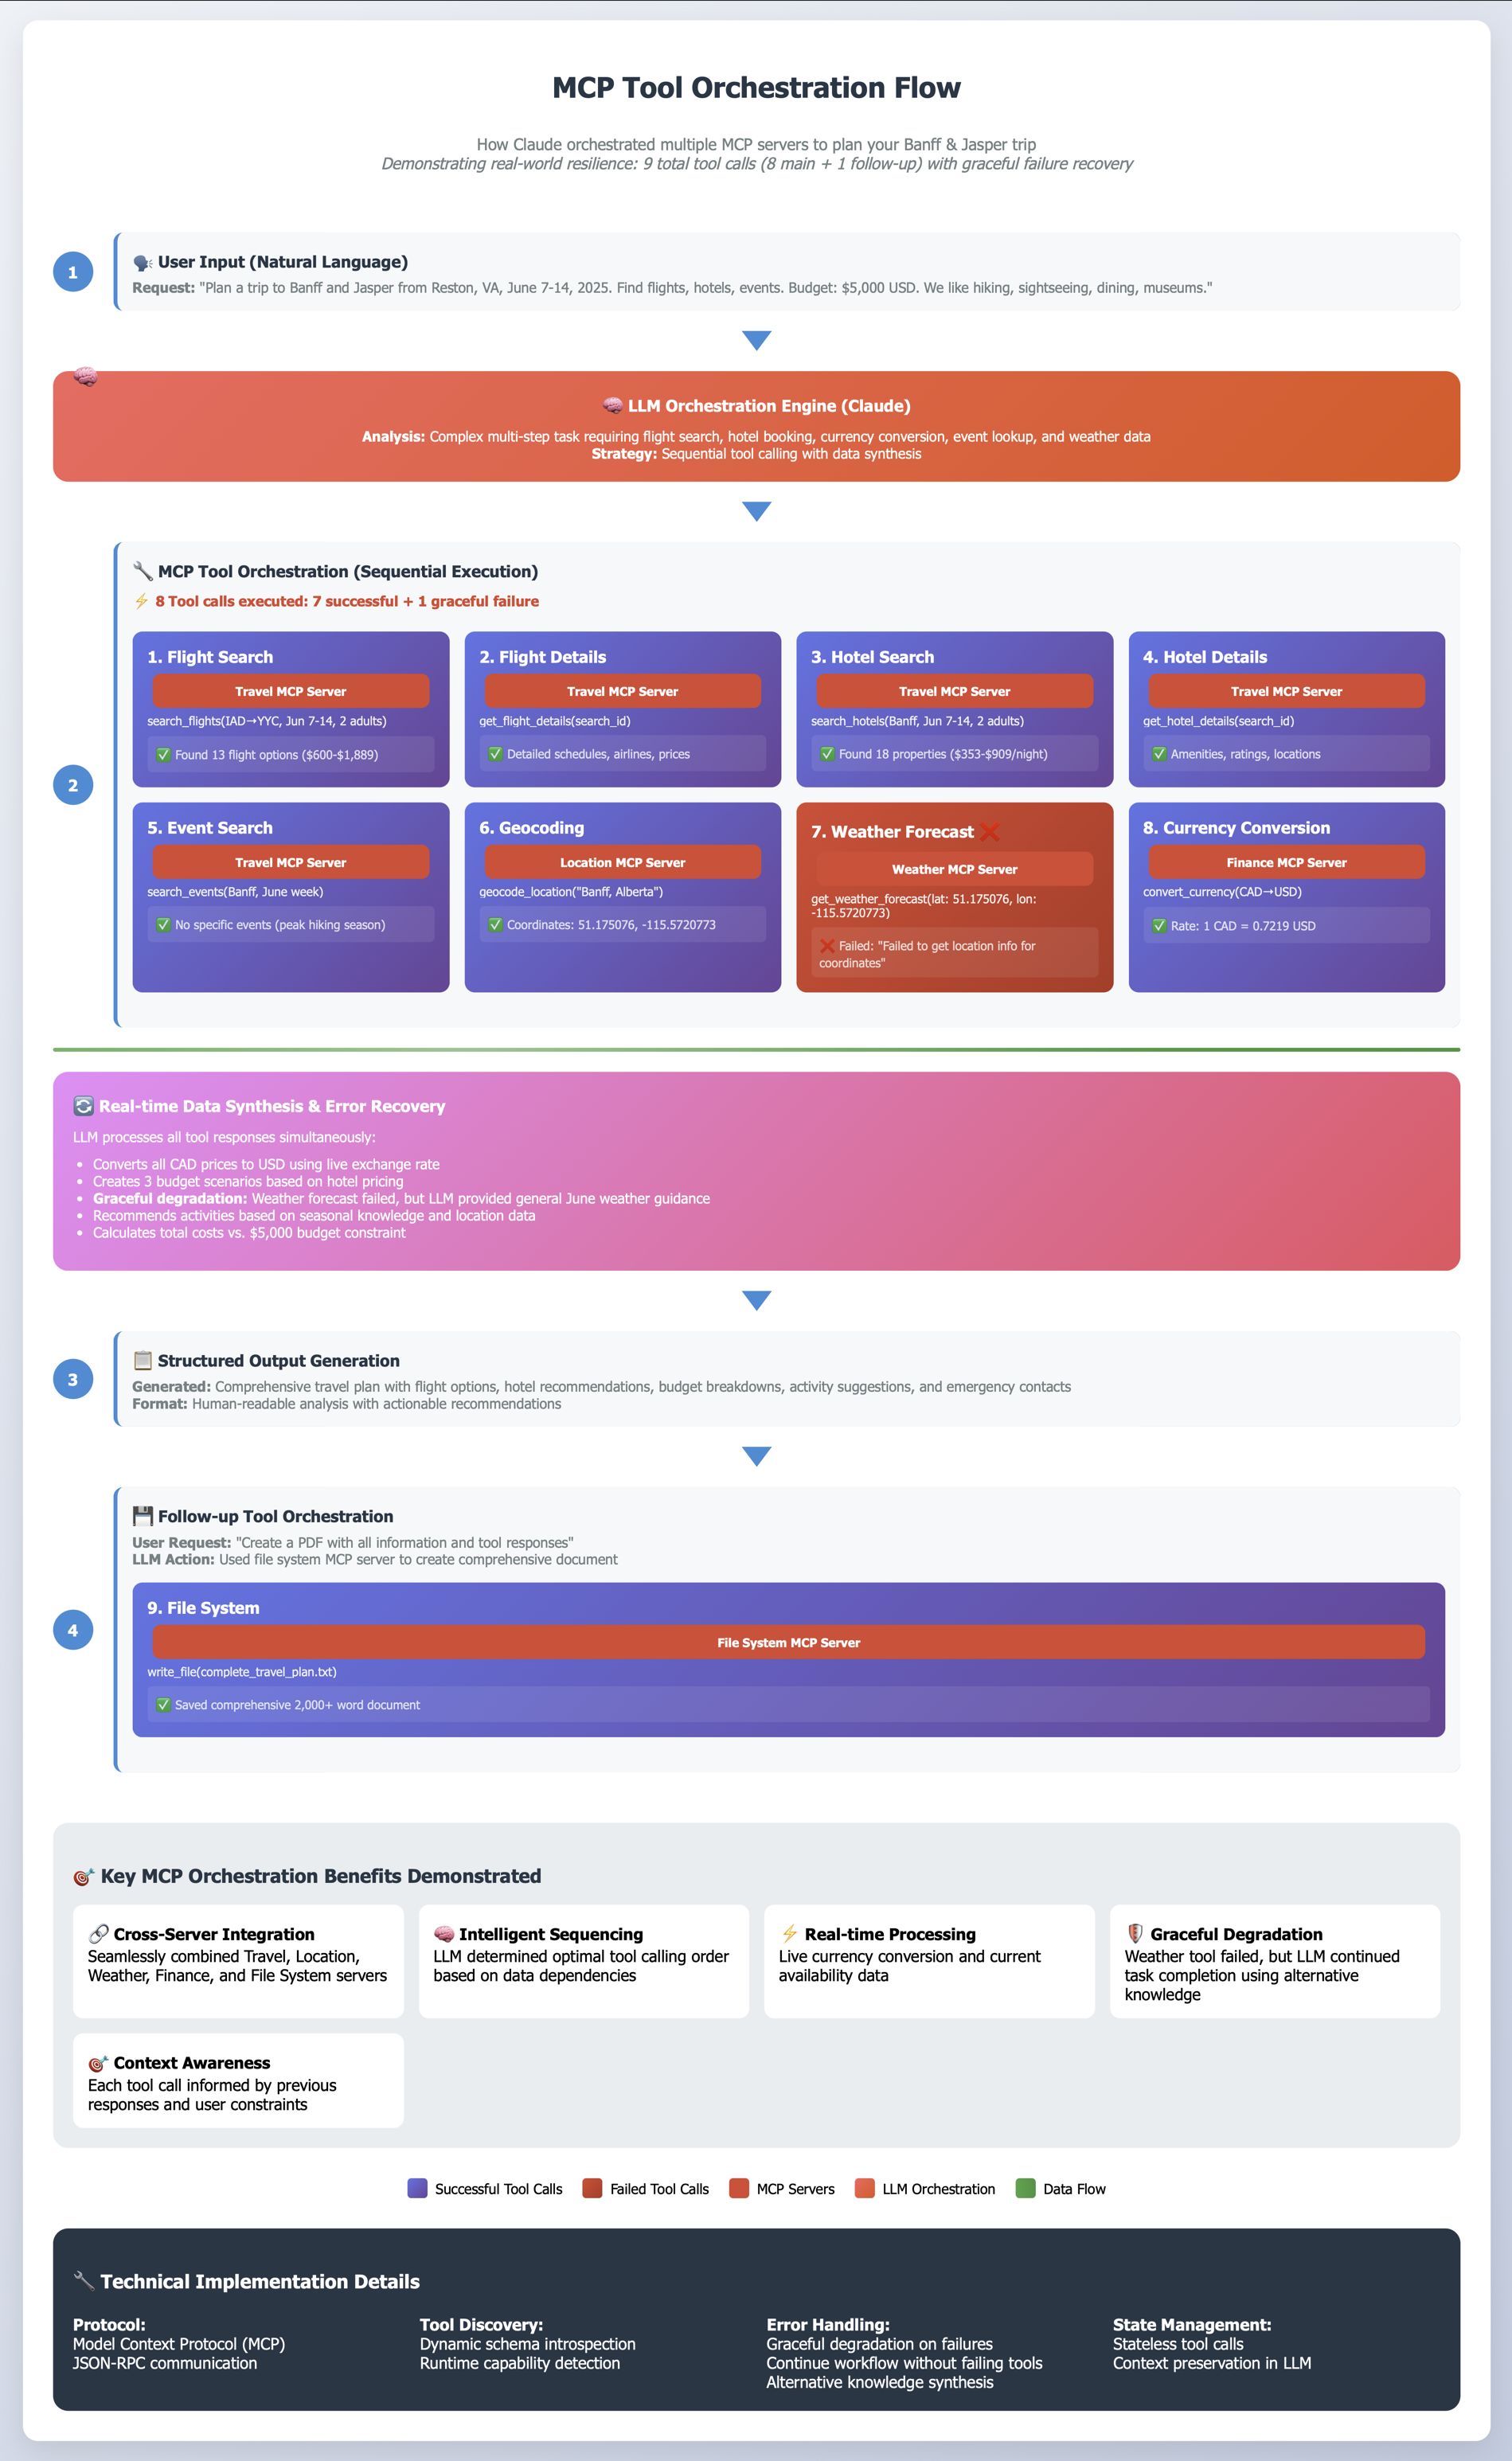 MCP Tool Orchestration Flow
How Claude orchestrated multiple MCP servers to plan your Banff & Jasper trip
Demonstrating real-world resilience: 9 total tool calls (8 main + 1 follow-up) with graceful failure recovery
1
🗣️ User Input (Natural Language)
Request: "Plan a trip to Banff and Jasper from Reston, VA, June 7-14, 2025. Find flights, hotels, events. Budget: $5,000 USD. We like hiking, sightseeing, dining, museums."
🧠 LLM Orchestration Engine (Claude)
Analysis: Complex multi-step task requiring flight search, hotel booking, currency conversion, event lookup, and weather data
Strategy: Sequential tool calling with data synthesis
2
🔧 MCP Tool Orchestration (Sequential Execution)
⚡ 8 Tool calls executed: 7 successful + 1 graceful failure
1. Flight Search
Travel MCP Server
search_flights(IAD→YYC, Jun 7-14, 2 adults)
✅ Found 13 flight options ($600-$1,889)
2. Flight Details
Travel MCP Server
get_flight_details(search_id)
✅ Detailed schedules, airlines, prices
3. Hotel Search
Travel MCP Server
search_hotels(Banff, Jun 7-14, 2 adults)
✅ Found 18 properties ($353-$909/night)
4. Hotel Details
Travel MCP Server
get_hotel_details(search_id)
✅ Amenities, ratings, locations
5. Event Search
Travel MCP Server
search_events(Banff, June week)
✅ No specific events (peak hiking season)
6. Geocoding
Location MCP Server
geocode_location("Banff, Alberta")
✅ Coordinates: 51.175076, -115.5720773
7. Weather Forecast ❌
Weather MCP Server
get_weather_forecast(lat: 51.175076, lon:
-115.5720773)
❌ Failed: "Failed to get location info for
coordinates"
8. Currency Conversion
Finance MCP Server
convert_currency(CAD→USD)
✅ Rate: 1 CAD = 0.7219 USD
🔄 Real-time Data Synthesis & Error Recovery
LLM processes all tool responses simultaneously:
• Converts all CAD prices to USD using live exchange rate
• Creates 3 budget scenarios based on hotel pricing
• Graceful degradation: Weather forecast failed, but LLM provided general June weather guidance
• Recommends activities based on seasonal knowledge and location data
• Calculates total costs vs. $5,000 budget constraint
3
📋 Structured Output Generation
Generated: Comprehensive travel plan with flight options, hotel recommendations, budget breakdowns, activity suggestions, and emergency contacts
Format: Human-readable analysis with actionable recommendations
4
💾 Follow-up Tool Orchestration
User Request: "Create a PDF with all information and tool responses"
LLM Action: Used file system MCP server to create comprehensive document
9. File System
File System MCP Server
write_file(complete_travel_plan.txt)
✅ Saved comprehensive 2,000+ word document
🎯 Key MCP Orchestration Benefits Demonstrated
🔗 Cross-Server Integration
Seamlessly combined Travel, Location,
Weather, Finance, and File System servers
🧠 Intelligent Sequencing
LLM determined optimal tool calling order
based on data dependencies
⚡ Real-time Processing
Live currency conversion and current
availability data
🛡️ Graceful Degradation
Weather tool failed, but LLM continued
task completion using alternative
knowledge
🎯 Context Awareness
Each tool call informed by previous
responses and user constraints
Successful Tool Calls
Failed Tool Calls
MCP Servers
LLM Orchestration
Data Flow
🔧 Technical Implementation Details
Protocol:
Model Context Protocol (MCP)
JSON-RPC communication
Tool Discovery:
Dynamic schema introspection
Runtime capability detection
Error Handling:
Graceful degradation on failures
Continue workflow without failing tools
Alternative knowledge synthesis
State Management:
Stateless tool calls
Context preservation in LLM